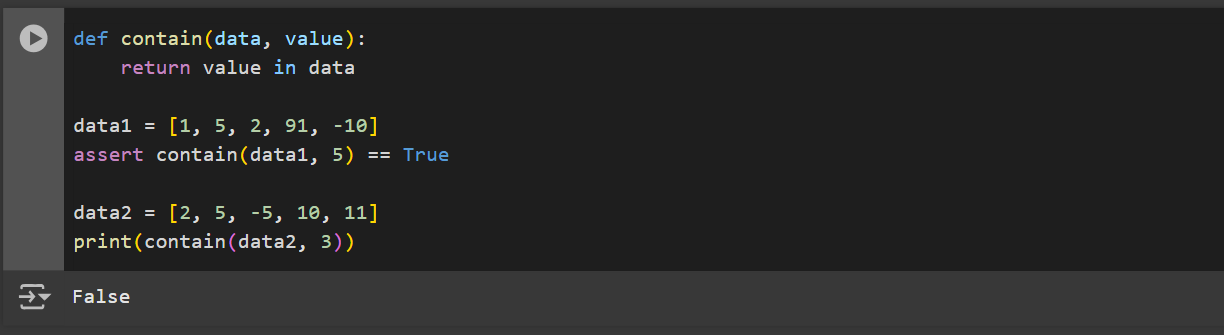 def contain(data, value):
    return value in data

data1 = [1, 5, 2, 91, -10]
assert contain(data1, 5) == True

data2 = [2, 5, -5, 10, 11]
print(contain(data2, 3))
False